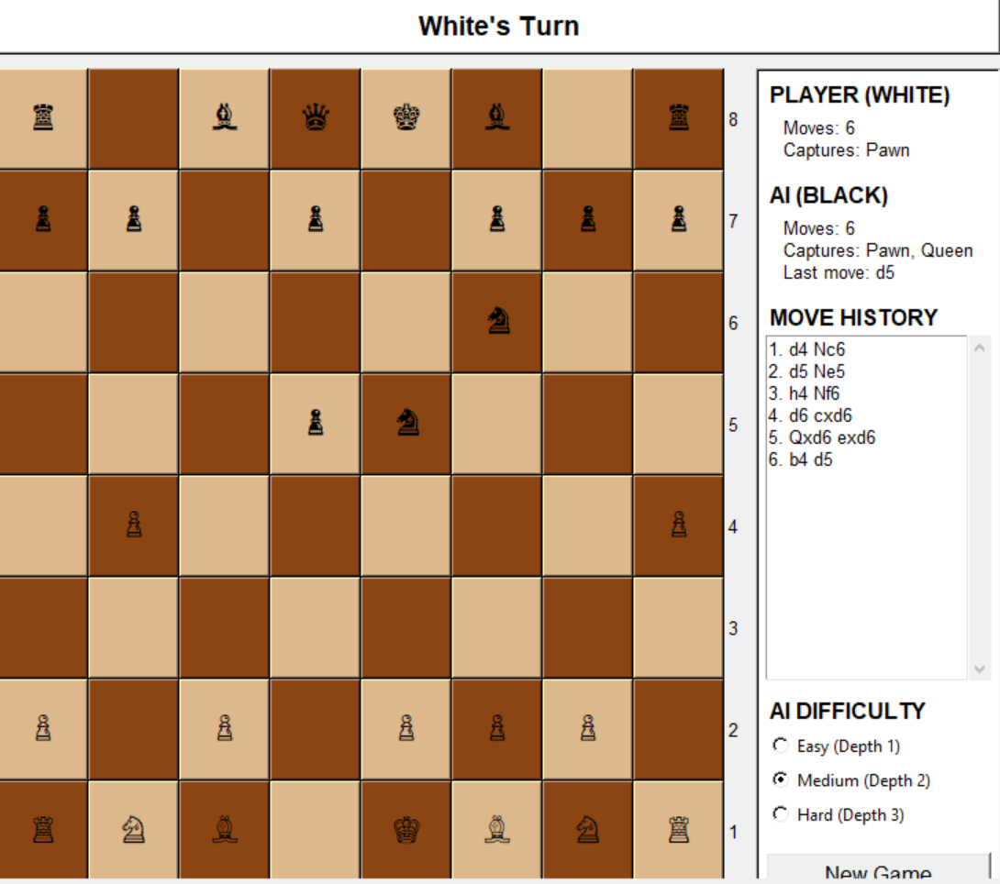 White's Turn
8
7
6
5
4
3
2
1
PLAYER (WHITE)
Moves: 6
Captures: Pawn
AI (BLACK)
Moves: 6
Captures: Pawn, Queen
Last move: d5
MOVE HISTORY
1. d4 Nc6
2. d5 Ne5
3. h4 Nf6
4. d6 cxd6
5. Qxd6 exd6
6. b4 d5
AI DIFFICULTY
Easy (Depth 1)
Medium (Depth 2)
Hard (Depth 3)
New Game